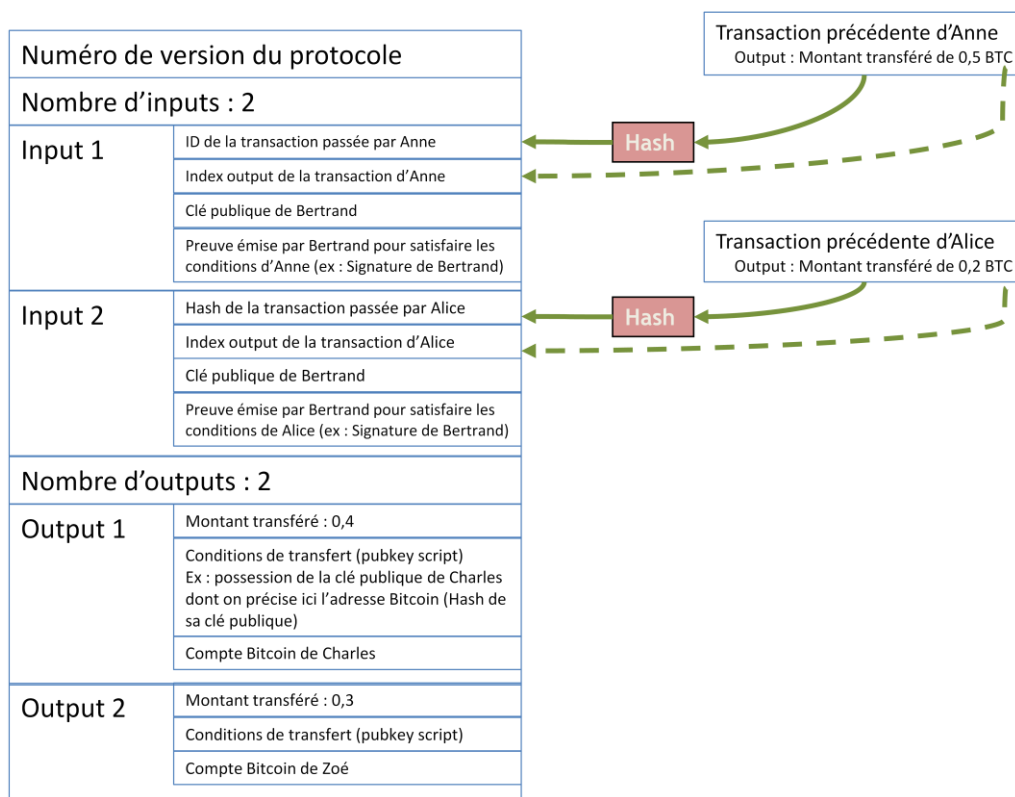 Transaction précédente d'Anne
Output : Montant transféré de 0,5 BTC
Numéro de version du protocole
Nombre d'inputs : 2
Input 1
ID de la transaction passée par Anne
Hash
Index output de la transaction d'Anne
Clé publique de Bertrand
Preuve émise par Bertrand pour satisfaire les
conditions d'Anne (ex : Signature de Bertrand)
Transaction précédente d'Alice
Output : Montant transféré de 0,2 BTC
Input 2
Hash de la transaction passée par Alice
Hash
Index output de la transaction d'Alice
Clé publique de Bertrand
Preuve émise par Bertrand pour satisfaire les
conditions de Alice (ex : Signature de Bertrand)
Nombre d'outputs : 2
Output 1
Montant transféré : 0,4
Conditions de transfert (pubkey script)
Ex : possession de la clé publique de Charles
dont on précise ici l'adresse Bitcoin (Hash de
sa clé publique)
Compte Bitcoin de Charles
Output 2
Montant transféré : 0,3
Conditions de transfert (pubkey script)
Compte Bitcoin de Zoé